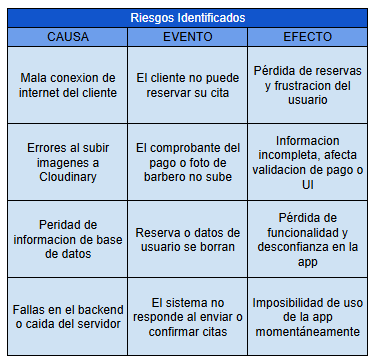 Riesgos Identificados
CAUSA
EVENTO
EFECTO
Mala conexion de
internet del cliente
El cliente no puede
reservar su cita
Pérdida de reservas
y frustracion del
usuario
Errores al subir
imagenes a
Cloudinary
El comprobante del
pago o foto de
barbero no sube
Informacion
incompleta, afecta
validacion de pago o
UI
Peridad de
informacion de base
de datos
Reserva o datos de
usuario se borran
Pérdida de
funcionalidad y
desconfianza en la
app
Fallas en el backend
o caida del servidor
El sistema no
responde al enviar o
confirmar citas
Imposibilidad de uso
de la app
momentáneamente